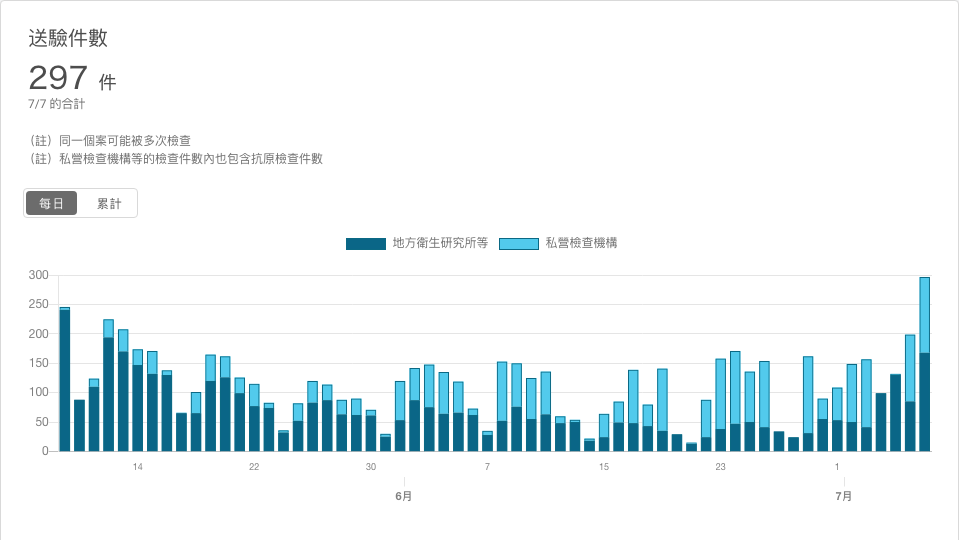 送驗件數
297 件
7/7 的合計
（註）同一個案可能被多次檢查
（註）私營檢查機構等的檢查件數內也包含抗原檢查件數
每日 累計
地方衛生研究所等 私營檢查機構
300
250
200
150
100
50
0
14 22 30 7 15 23 1
6月 7月